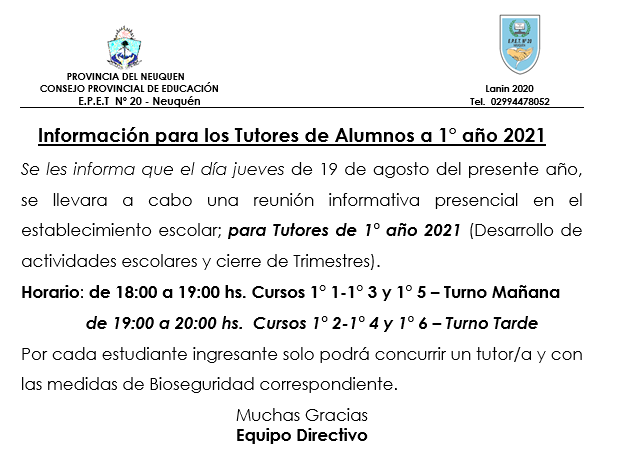 PROVINCIA DEL NEUQUEN
CONSEJO PROVINCIAL DE EDUCACIÓN
E.P.E.T Nº 20 - Neuquén
E.P.E.T. Nº 20
Lanin 2020
Tel. 02994478052
Información para los Tutores de Alumnos a 1° año 2021
Se les informa que el día jueves de 19 de agosto del presente año,
se llevara a cabo una reunión informativa presencial en el
establecimiento escolar; para Tutores de 1° año 2021 (Desarrollo de
actividades escolares y cierre de Trimestres).
Horario: de 18:00 a 19:00 hs. Cursos 1° 1-1° 3 y 1° 5 – Turno Mañana
de 19:00 a 20:00 hs. Cursos 1° 2-1° 4 y 1° 6 – Turno Tarde
Por cada estudiante ingresante solo podrá concurrir un tutor/a y con
las medidas de Bioseguridad correspondiente.
Muchas Gracias
Equipo Directivo